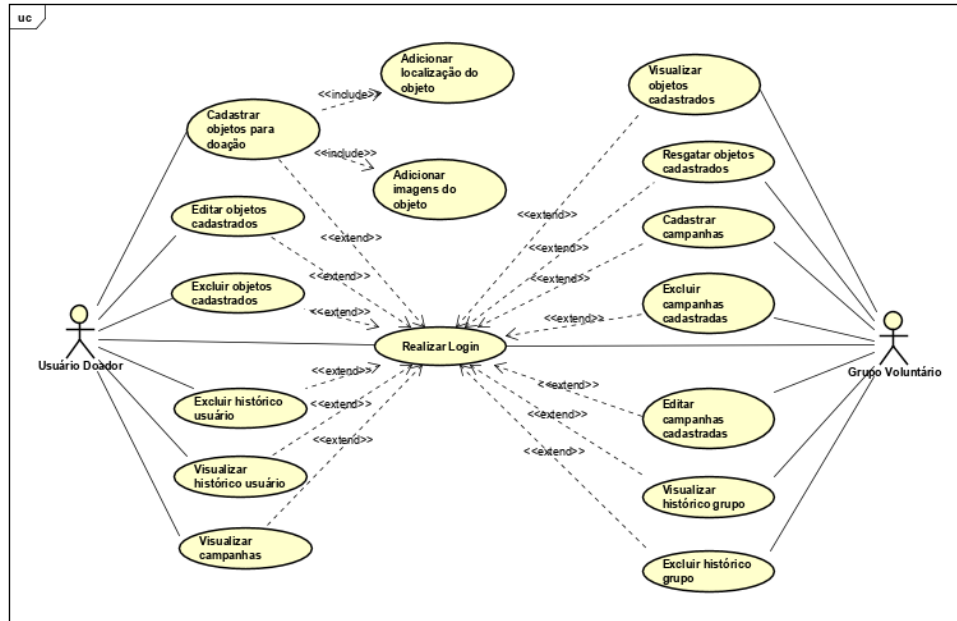 uc
Adicionar
localização do
objeto
<<include>>
Cadastrar
objetos para
doação
<<include>>
Adicionar
imagens do
objeto
Editar objetos
cadastrados
<<extend>>
Excluir objetos
cadastrados
<<extend>>
<<extend>>
Usuário Doador
Realizar Login
Excluir histórico
usuário
<<extend>>
<<extend>>
Visualizar
histórico usuário
<<extend>>
Visualizar
campanhas
Visualizar
objetos
cadastrados
Resgatar objetos
cadastrados
<<extend>>
Cadastrar
campanhas
<<extend>>
<<extend>>
Excluir
campanhas
cadastradas
<<extend>>
Grupo Voluntário
<<extend>>
Editar
campanhas
cadastradas
<<extend>>
<<extend>>
Visualizar
histórico grupo
Excluir histórico
grupo